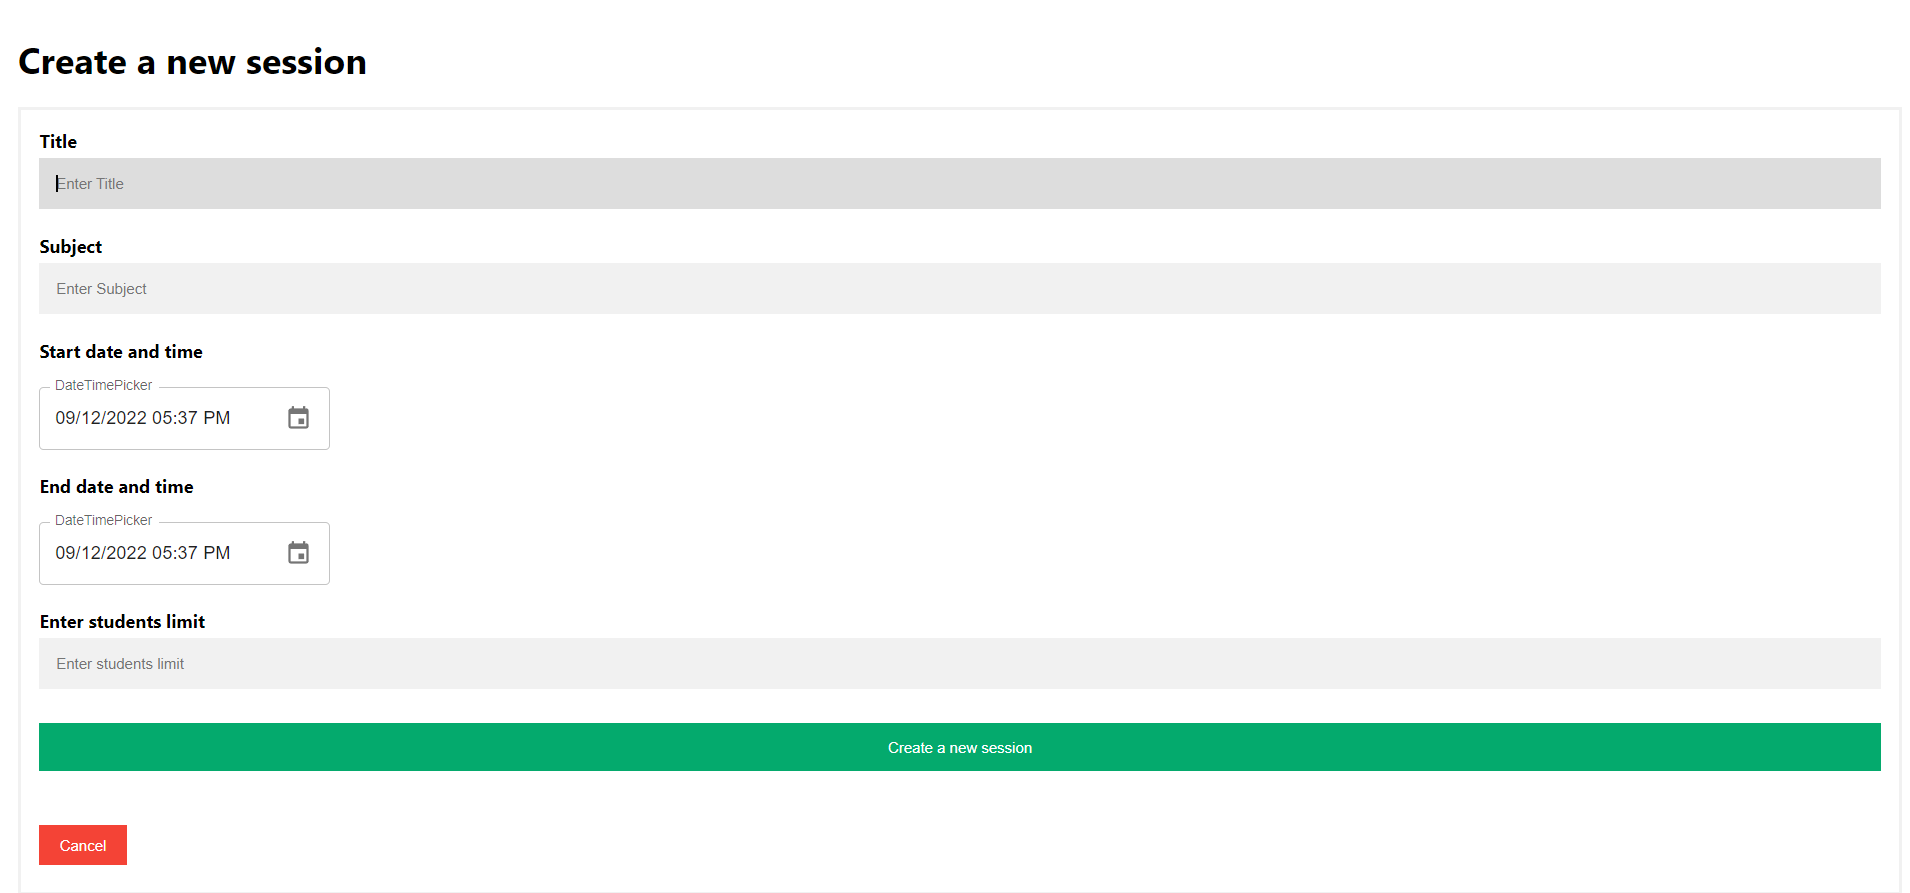 Create a new session
Title
Enter Title
Subject
Enter Subject
Start date and time
DateTimePicker
09/12/2022 05:37 PM
End date and time
DateTimePicker
09/12/2022 05:37 PM
Enter students limit
Enter students limit
Create a new session
Cancel